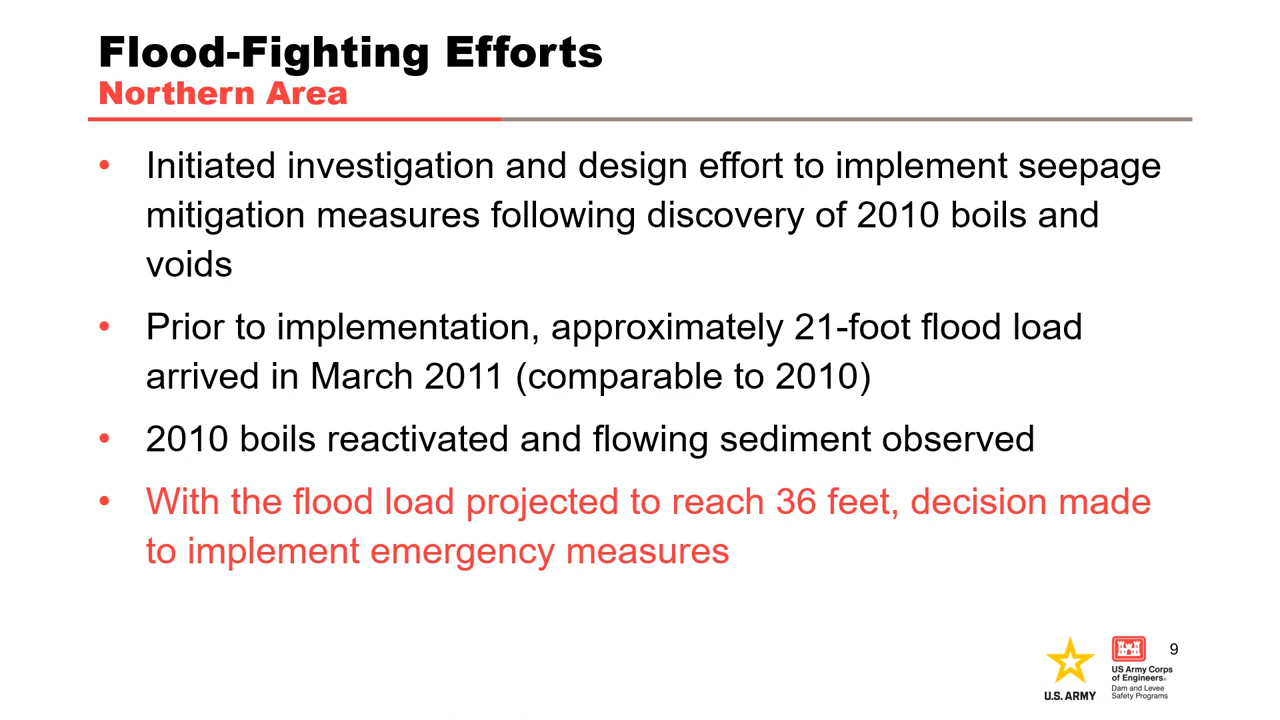 Flood-Fighting Efforts
Northern Area
• Initiated investigation and design effort to implement seepage
mitigation measures following discovery of 2010 boils and
voids
• Prior to implementation, approximately 21-foot flood load
arrived in March 2011 (comparable to 2010)
• 2010 boils reactivated and flowing sediment observed
• With the flood load projected to reach 36 feet, decision made
to implement emergency measures
U.S. ARMY
US Army Corps
of Engineers®
Dam and Levee
Safety Programs
9